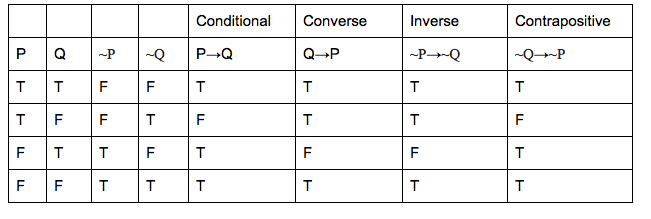 Conditional Converse Inverse Contrapositive
P Q ~P ~Q P→Q Q→P ~P→~Q ~Q→~P
T T F F T T T T
T F F T F T T F
F T T F T F F T
F F T T T T T T